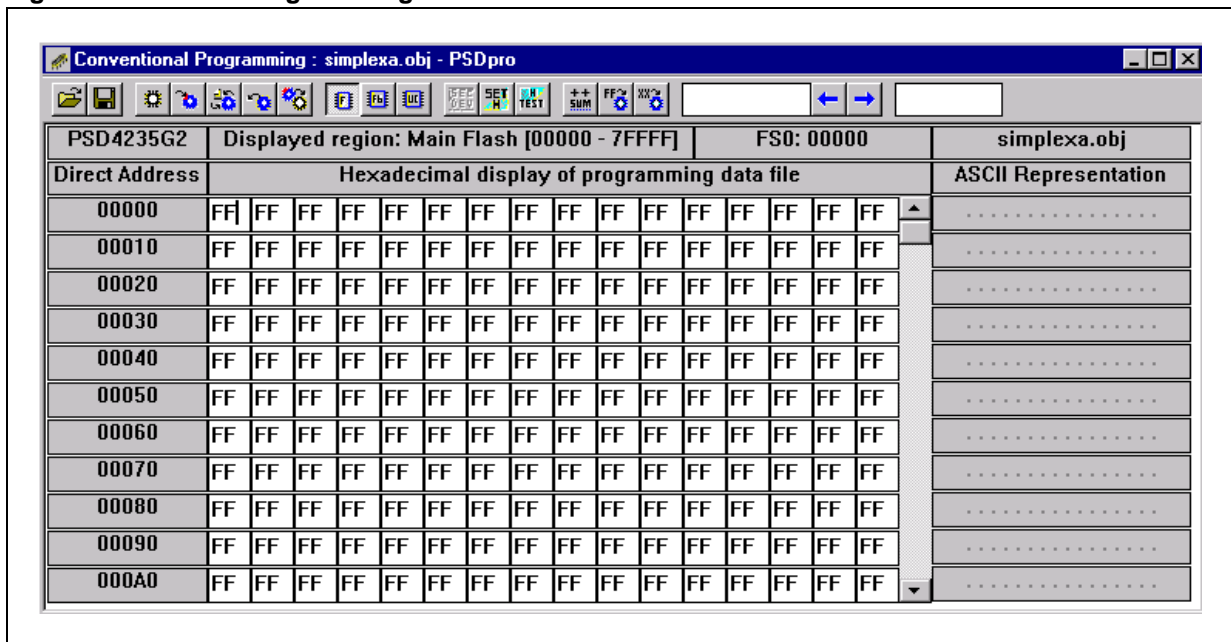 Conventional Programming : simplexa.obj - PSDpro
F Fb UC SET DEV SET "H" "H" TEST ++ SUM FF XX
PSD4235G2 Displayed region: Main Flash [00000 - 7FFFF] FS0: 00000 simplexa.obj
Direct Address Hexadecimal display of programming data file ASCII Representation
00000 FF FF FF FF FF FF FF FF FF FF FF FF FF FF FF FF ................
00010 FF FF FF FF FF FF FF FF FF FF FF FF FF FF FF FF ................
00020 FF FF FF FF FF FF FF FF FF FF FF FF FF FF FF FF ................
00030 FF FF FF FF FF FF FF FF FF FF FF FF FF FF FF FF ................
00040 FF FF FF FF FF FF FF FF FF FF FF FF FF FF FF FF ................
00050 FF FF FF FF FF FF FF FF FF FF FF FF FF FF FF FF ................
00060 FF FF FF FF FF FF FF FF FF FF FF FF FF FF FF FF ................
00070 FF FF FF FF FF FF FF FF FF FF FF FF FF FF FF FF ................
00080 FF FF FF FF FF FF FF FF FF FF FF FF FF FF FF FF ................
00090 FF FF FF FF FF FF FF FF FF FF FF FF FF FF FF FF ................
000A0 FF FF FF FF FF FF FF FF FF FF FF FF FF FF FF FF ................